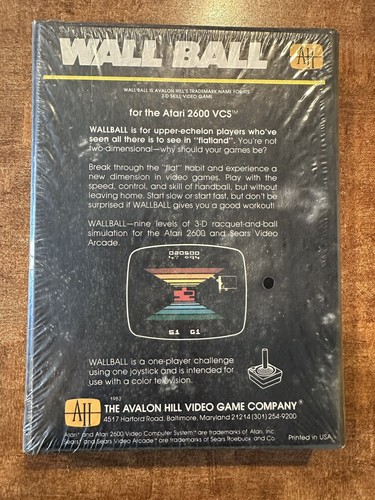 WALL BALL
AH
WALL BALL IS AVALON HILL'S TRADEMARK NAME FOR ITS
3-D SKILL VIDEO GAME
for the Atari 2600 VCS™
WALLBALL is for upper-echelon players who've
seen all there is to see in "flatland". You're not
two-dimensional—why should your games be?
Break through the "flat" habit and experience a
new dimension in video games. Play with the
speed, control, and skill of handball, but without
leaving home. Start slow or start fast, but don't be
surprised if WALLBALL gives you a good workout!
WALLBALL—nine levels of 3-D racquet-and-ball
simulation for the Atari 2600 and Sears Video
Arcade.
020500
S1 G1
WALLBALL is a one-player challenge
using one joystick and is intended for
use with a color television.
1983
AH THE AVALON HILL VIDEO GAME COMPANY®
4517 Harford Road, Baltimore, Maryland 21214 (301) 254-9200
Atari® and Atari 2600 Video Computer System™ are trademarks of Atari, Inc.
Sears® and Sears Video Arcade™ are trademarks of Sears Roebuck and Co.
Printed in USA